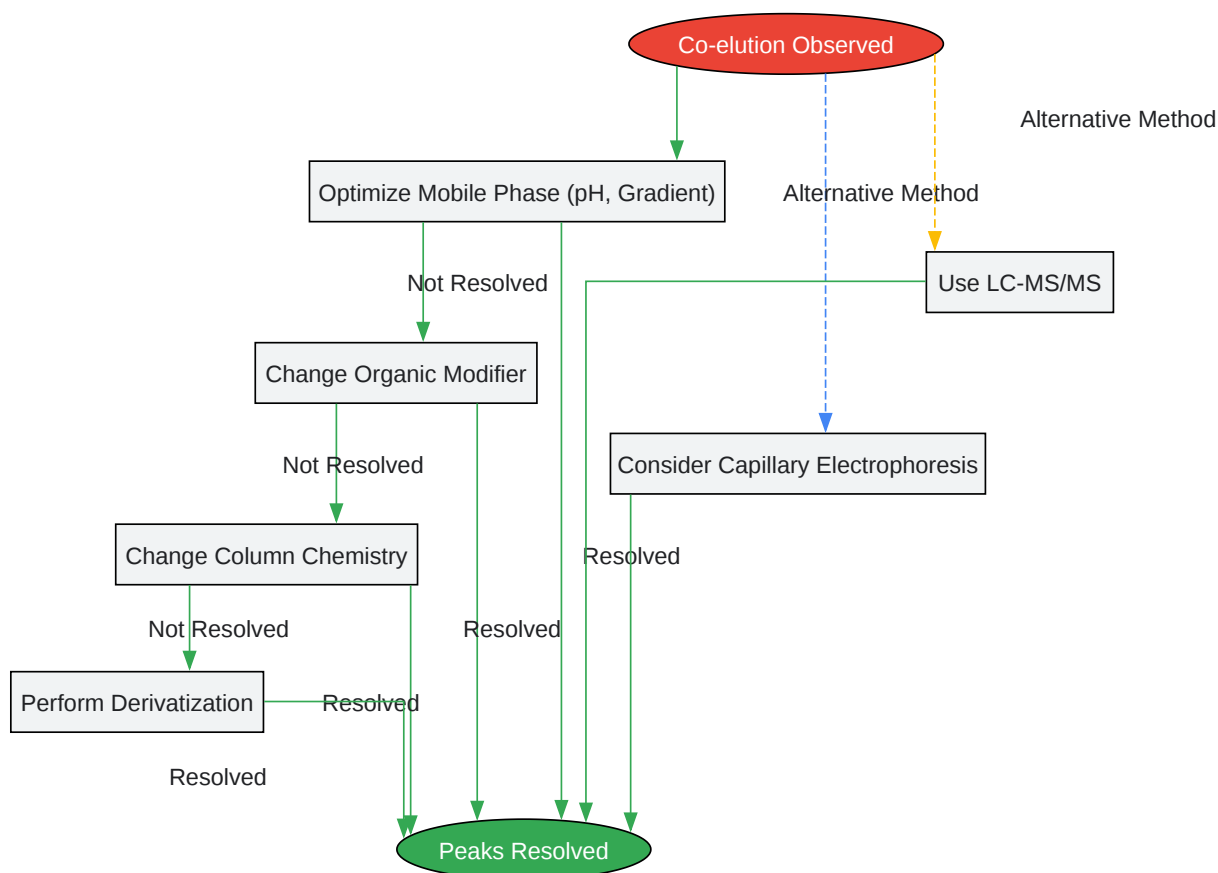 Co-elution Observed
Alternative Method
Optimize Mobile Phase (pH, Gradient)
Alternative Method
Not Resolved
Use LC-MS/MS
Change Organic Modifier
Not Resolved
Consider Capillary Electrophoresis
Change Column Chemistry
Resolved
Not Resolved
Resolved
Perform Derivatization
Resolved
Resolved
Peaks Resolved